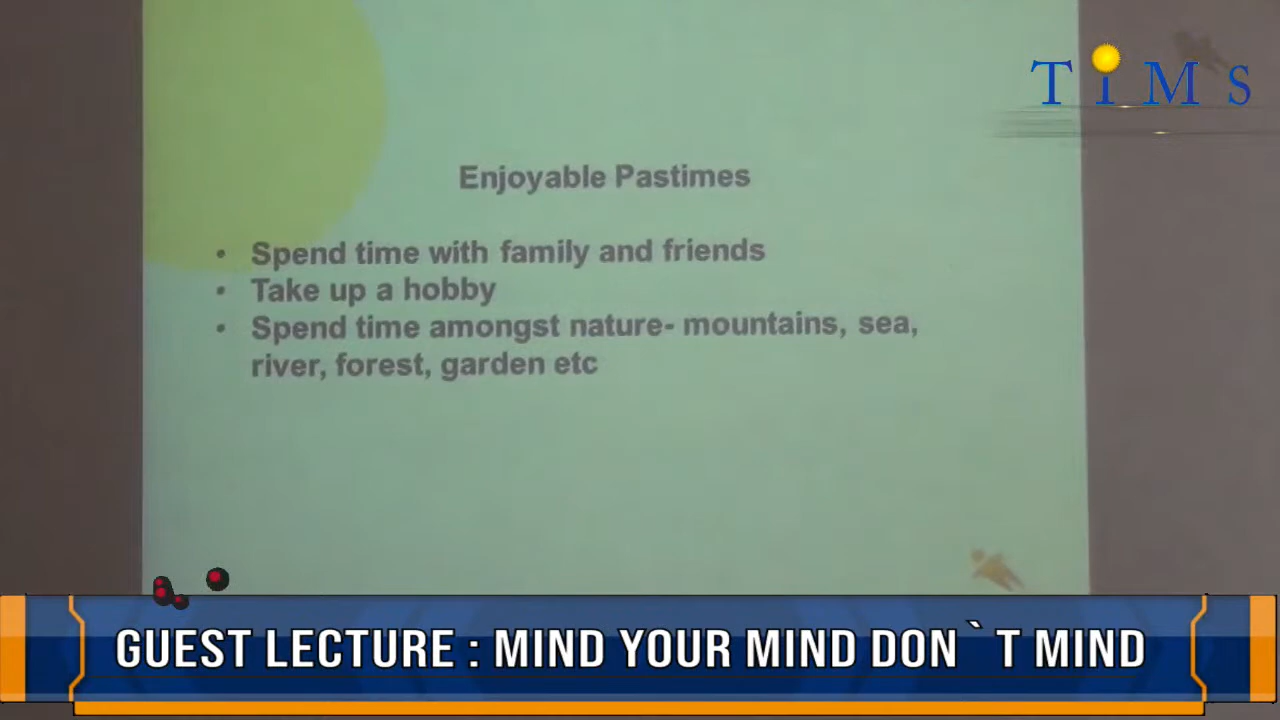 TiMS
Enjoyable Pastimes
• Spend time with family and friends
• Take up a hobby
• Spend time amongst nature- mountains, sea,
river, forest, garden etc
GUEST LECTURE : MIND YOUR MIND DON`T MIND